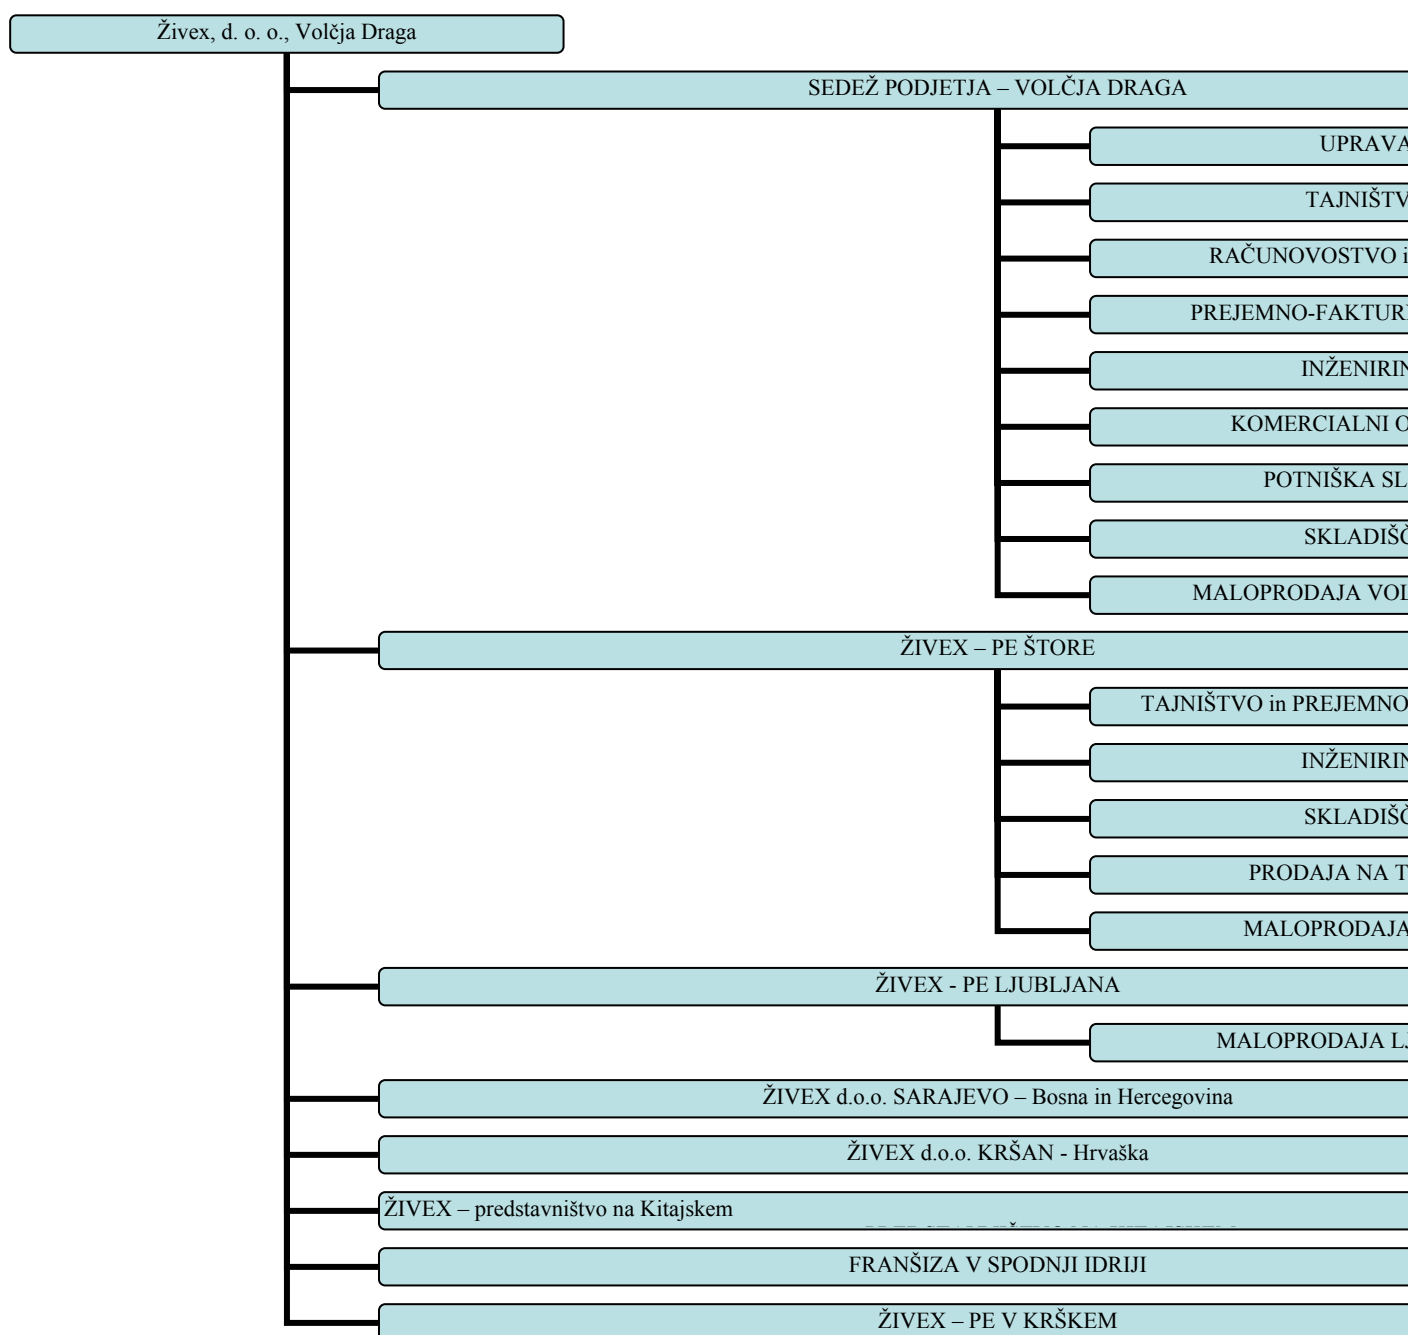 Živex, d. o. o., Volčja Draga
SEDEŽ PODJETJA – VOLČJA DRAGA
UPRAVA
TAJNIŠTV
RAČUNOVOSTVO i
PREJEMNO-FAKTUR
INŽENIRIN
KOMERCIALNI O
POTNIŠKA SL
SKLADIŠČ
MALOPRODAJA VOL
ŽIVEX – PE ŠTORE
TAJNIŠTVO in PREJEMNO
INŽENIRIN
SKLADIŠČ
PRODAJA NA T
MALOPRODAJA
ŽIVEX - PE LJUBLJANA
MALOPRODAJA LJ
ŽIVEX d.o.o. SARAJEVO – Bosna in Hercegovina
ŽIVEX d.o.o. KRŠAN - Hrvaška
ŽIVEX – predstavništvo na Kitajskem
FRANŠIZA V SPODNJI IDRIJI
ŽIVEX – PE V KRŠKEM